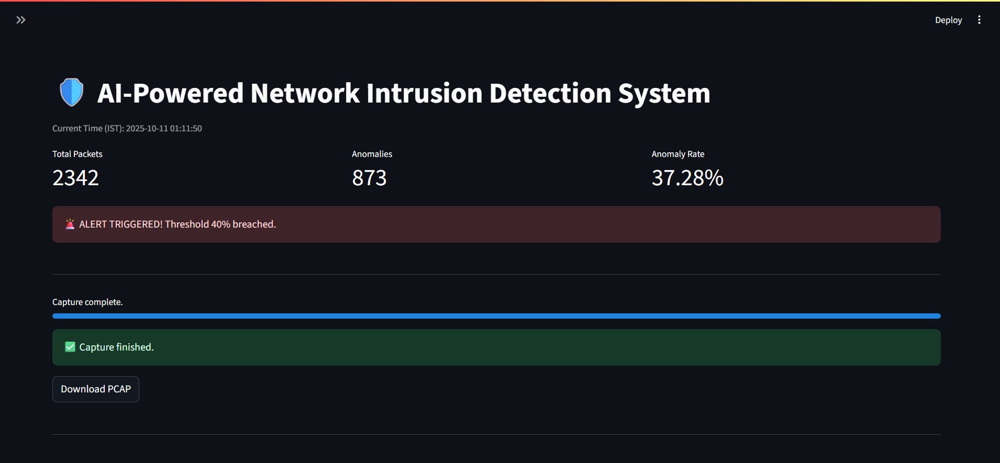 Deploy
AI-Powered Network Intrusion Detection System
Current Time (IST): 2025-10-11 01:11:50
Total Packets
2342
Anomalies
873
Anomaly Rate
37.28%
ALERT TRIGGERED! Threshold 40% breached.
Capture complete.
Capture finished.
Download PCAP